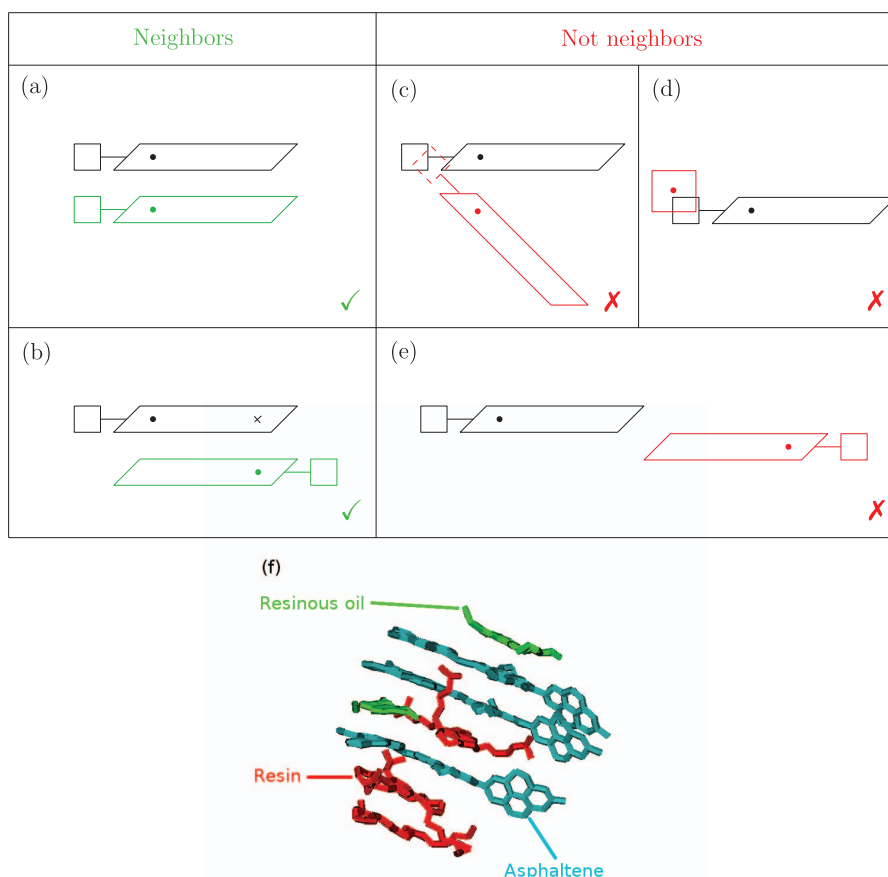 Neighbors
Not neighbors
(a)
(c)
(d)
✓
✗
✗
(b)
(e)
×
✓
✗
(f)
Resinous oil
Resin
Asphaltene